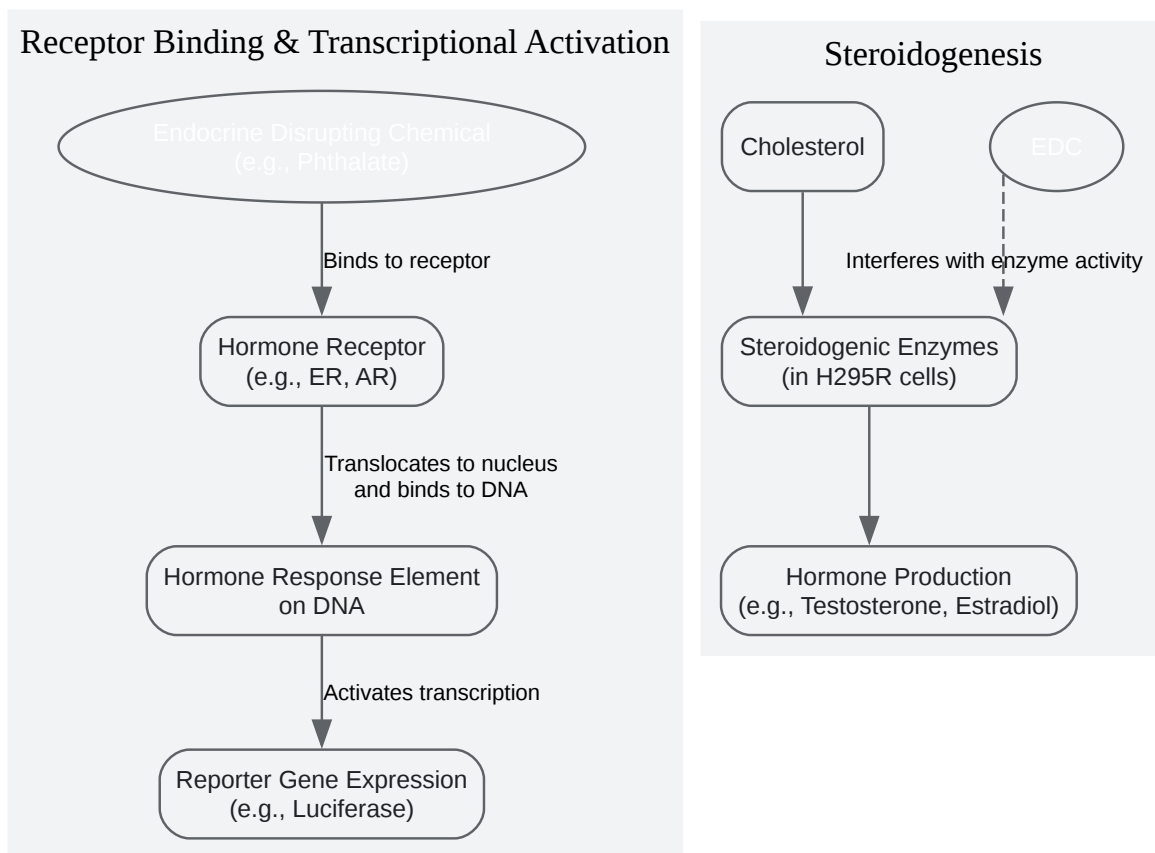 Receptor Binding & Transcriptional Activation
Endocrine Disrupting Chemical
(e.g., Phthalate)
Binds to receptor
Hormone Receptor
(e.g., ER, AR)
Translocates to nucleus
and binds to DNA
Hormone Response Element
on DNA
Activates transcription
Reporter Gene Expression
(e.g., Luciferase)
Steroidogenesis
Cholesterol
EDC
Interferes with enzyme activity
Steroidogenic Enzymes
(in H295R cells)
Hormone Production
(e.g., Testosterone, Estradiol)